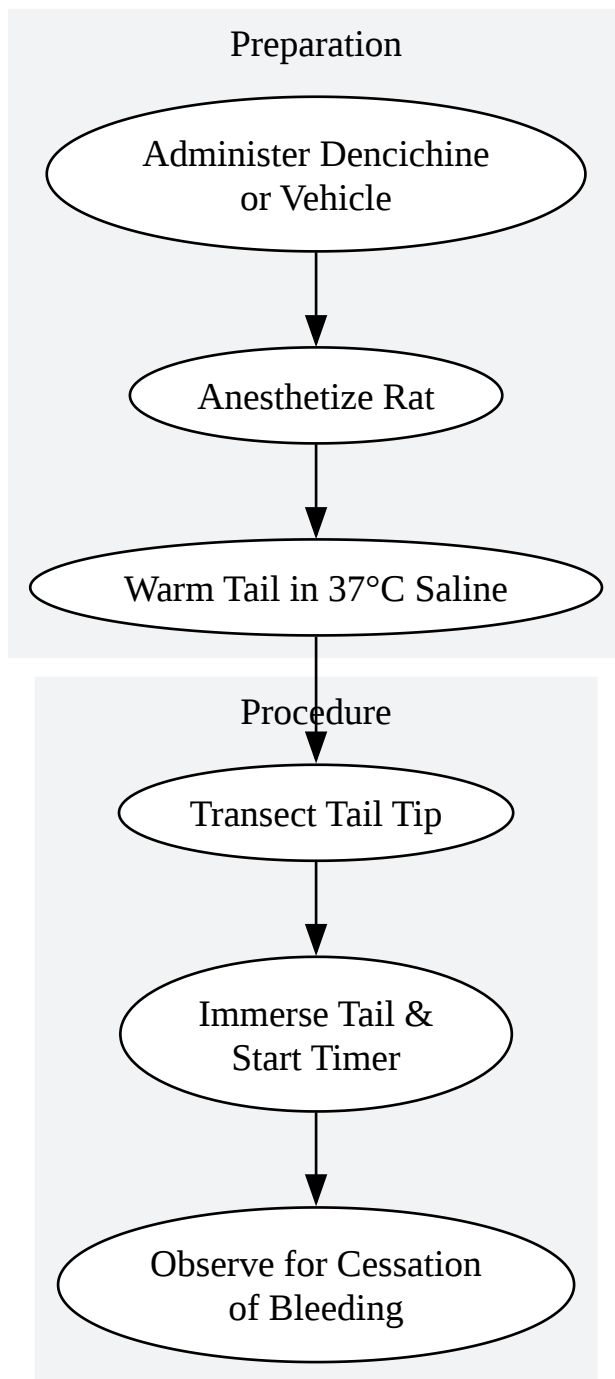 Preparation
Administer Dencichine
or Vehicle
Anesthetize Rat
Warm Tail in 37°C Saline
Procedure
Transect Tail Tip
Immerse Tail &
Start Timer
Observe for Cessation
of Bleeding